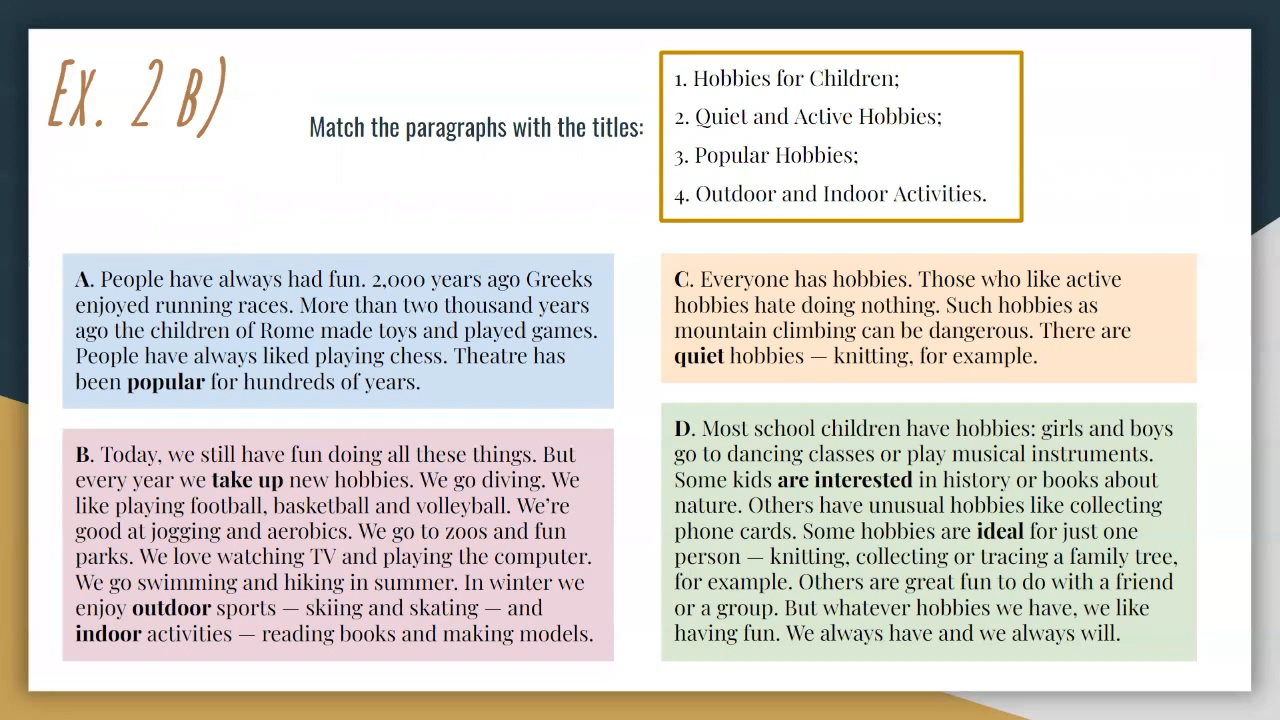 Ex. 2 B)
Match the paragraphs with the titles:
1. Hobbies for Children;
2. Quiet and Active Hobbies;
3. Popular Hobbies;
4. Outdoor and Indoor Activities.
A. People have always had fun. 2,000 years ago Greeks
enjoyed running races. More than two thousand years
ago the children of Rome made toys and played games.
People have always liked playing chess. Theatre has
been popular for hundreds of years.
B. Today, we still have fun doing all these things. But
every year we take up new hobbies. We go diving. We
like playing football, basketball and volleyball. We’re
good at jogging and aerobics. We go to zoos and fun
parks. We love watching TV and playing the computer.
We go swimming and hiking in summer. In winter we
enjoy outdoor sports — skiing and skating — and
indoor activities — reading books and making models.
C. Everyone has hobbies. Those who like active
hobbies hate doing nothing. Such hobbies as
mountain climbing can be dangerous. There are
quiet hobbies — knitting, for example.
D. Most school children have hobbies: girls and boys
go to dancing classes or play musical instruments.
Some kids are interested in history or books about
nature. Others have unusual hobbies like collecting
phone cards. Some hobbies are ideal for just one
person — knitting, collecting or tracing a family tree,
for example. Others are great fun to do with a friend
or a group. But whatever hobbies we have, we like
having fun. We always have and we always will.